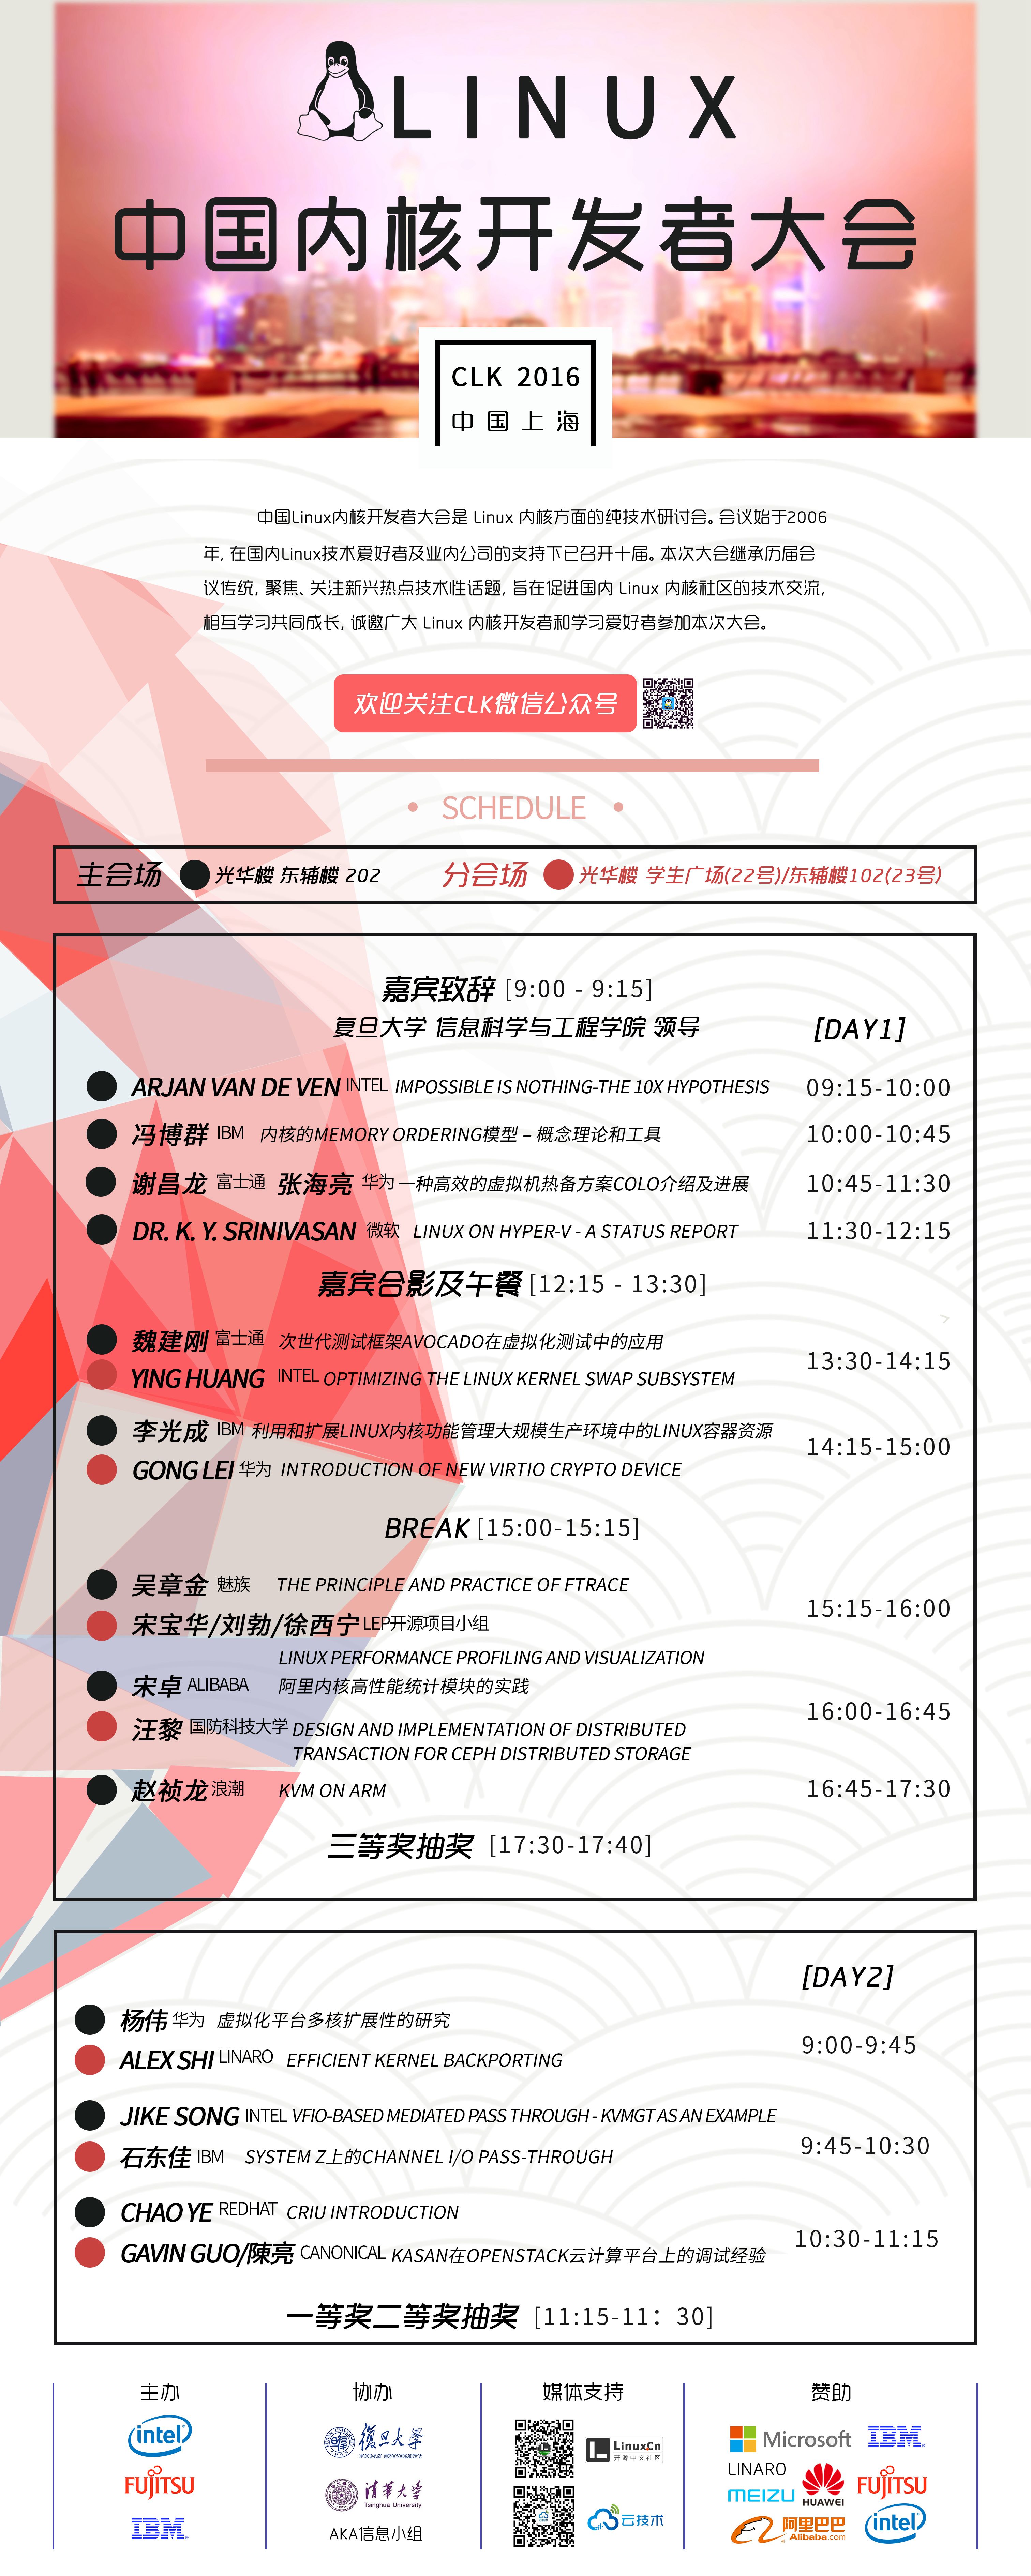 LINUX
中国内核开发者大会
CLK 2016
中国上海
中国Linux内核开发者大会是 Linux 内核方面的纯技术研讨会。会议始于2006
年, 在国内Linux技术爱好者及业内公司的支持下已召开十届。本次大会继承历届会
议传统, 聚焦、关注新兴热点技术性话题, 旨在促进国内 Linux 内核社区的技术交流,
相互学习共同成长, 诚邀广大 Linux 内核开发者和学习爱好者参加本次大会。
欢迎关注CLK微信公众号
• SCHEDULE •
主会场 光华楼 东辅楼 202 分会场 光华楼 学生广场(22号)/东辅楼102(23号)
嘉宾致辞 [9:00 - 9:15]
复旦大学 信息科学与工程学院 领导
[DAY1]
ARJAN VAN DE VEN INTEL IMPOSSIBLE IS NOTHING-THE 10X HYPOTHESIS 09:15-10:00
冯博群 IBM 内核的MEMORY ORDERING模型 – 概念理论和工具 10:00-10:45
谢昌龙 富士通 张海亮 华为 一种高效的虚拟机热备方案COLO介绍及进展 10:45-11:30
DR. K. Y. SRINIVASAN 微软 LINUX ON HYPER-V - A STATUS REPORT 11:30-12:15
嘉宾合影及午餐 [12:15 - 13:30]
魏建刚 富士通 次世代测试框架AVOCADO在虚拟化测试中的应用
13:30-14:15
YING HUANG INTEL OPTIMIZING THE LINUX KERNEL SWAP SUBSYSTEM
李光成 IBM 利用和扩展LINUX内核功能管理大规模生产环境中的LINUX容器资源
14:15-15:00
GONG LEI 华为 INTRODUCTION OF NEW VIRTIO CRYPTO DEVICE
BREAK [15:00-15:15]
吴章金 魅族 THE PRINCIPLE AND PRACTICE OF FTRACE
15:15-16:00
宋宝华/刘勃/徐西宁 LEP开源项目小组
LINUX PERFORMANCE PROFILING AND VISUALIZATION
宋卓 ALIBABA 阿里内核高性能统计模块的实践
16:00-16:45
汪黎 国防科技大学 DESIGN AND IMPLEMENTATION OF DISTRIBUTED
TRANSACTION FOR CEPH DISTRIBUTED STORAGE
赵祯龙 浪潮 KVM ON ARM 16:45-17:30
三等奖抽奖 [17:30-17:40]
[DAY2]
杨伟 华为 虚拟化平台多核扩展性的研究
9:00-9:45
ALEX SHI LINARO EFFICIENT KERNEL BACKPORTING
JIKE SONG INTEL VFIO-BASED MEDIATED PASS THROUGH - KVMGT AS AN EXAMPLE
9:45-10:30
石东佳 IBM SYSTEM Z上的CHANNEL I/O PASS-THROUGH
CHAO YE REDHAT CRIU INTRODUCTION
10:30-11:15
GAVIN GUO/陳亮 CANONICAL KASAN在OPENSTACK云计算平台上的调试经验
一等奖二等奖抽奖 [11:15-11：30]
主办
intel
FUJITSU
IBM
协办
復旦大學
FUDAN UNIVERSITY
清華大学
Tsinghua University
AKA信息小组
媒体支持
Linux.Cn
开源中文社区
云技术
赞助
Microsoft IBM
LINARO
MEIZU HUAWEI FUJITSU
阿里巴巴
Alibaba.com intel